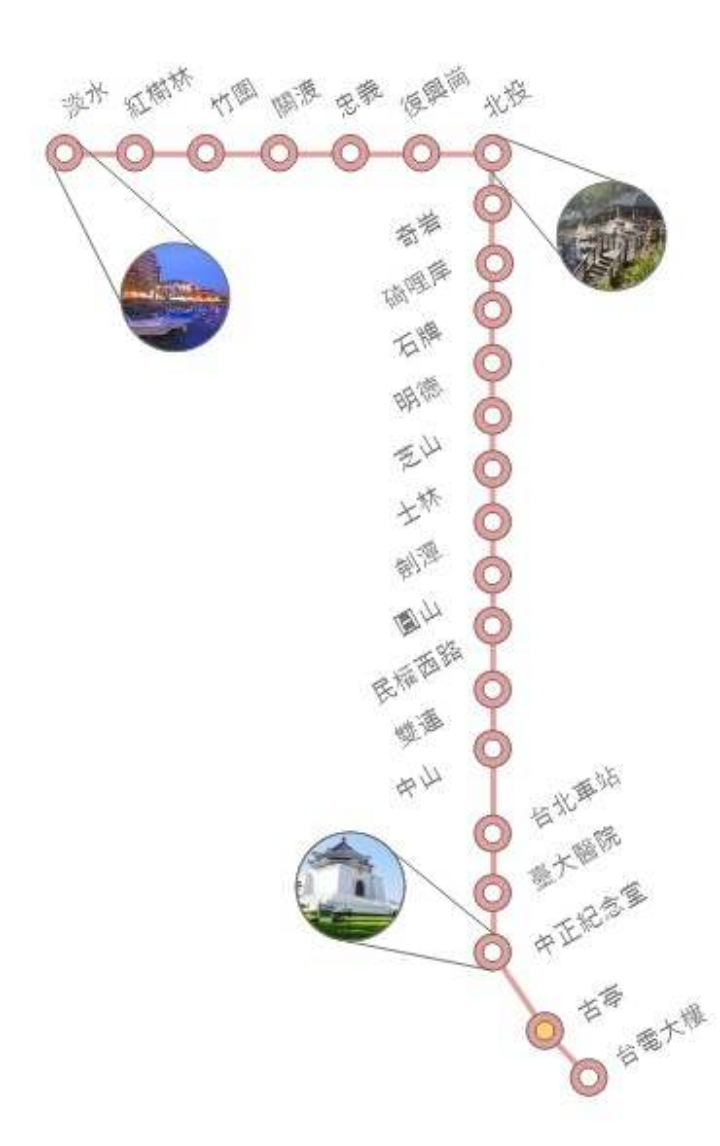 淡水
紅樹林
竹圍
關渡
忠義
復興崗
北投
奇岩
碕哩岸
石牌
明德
芝山
士林
劍潭
圓山
民權西路
雙連
中山
台北車站
臺大醫院
中正紀念堂
古亭
台電大樓